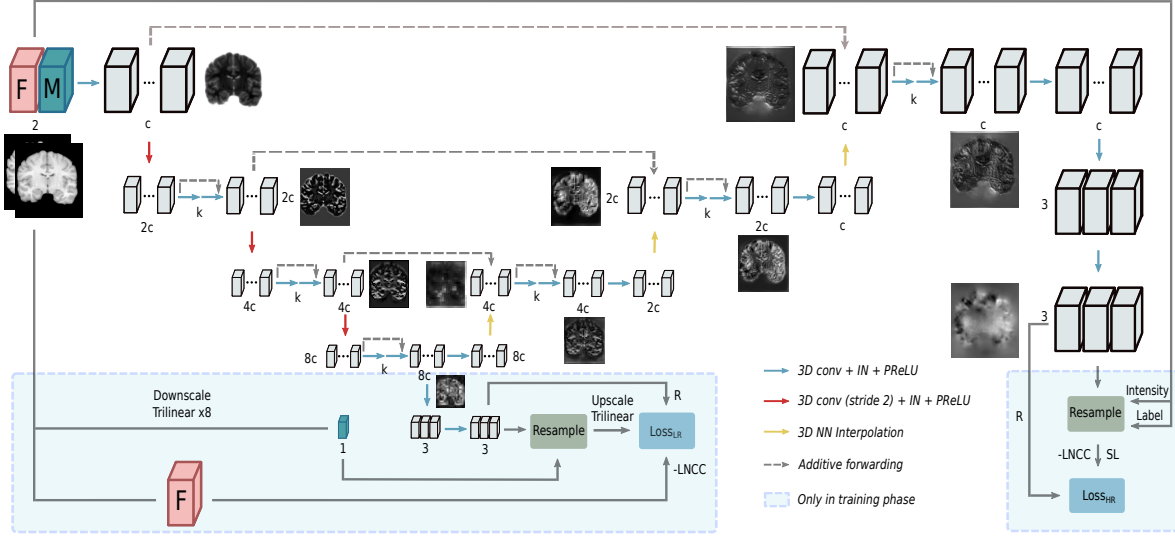 F M
2
c
c
k
c
c
2c
k
2c
2c
k
2c
c
3
4c
k
4c
4c
k
4c
2c
3
8c
k
8c
8c
Downscale
Trilinear x8
1
3
3
Resample
Upscale
Trilinear
R
Loss_LR
-LNCC
F
3D conv + IN + PReLU
3D conv (stride 2) + IN + PReLU
3D NN Interpolation
Additive forwarding
Only in training phase
R
Resample
Intensity
Label
-LNCC
SL
Loss_HR